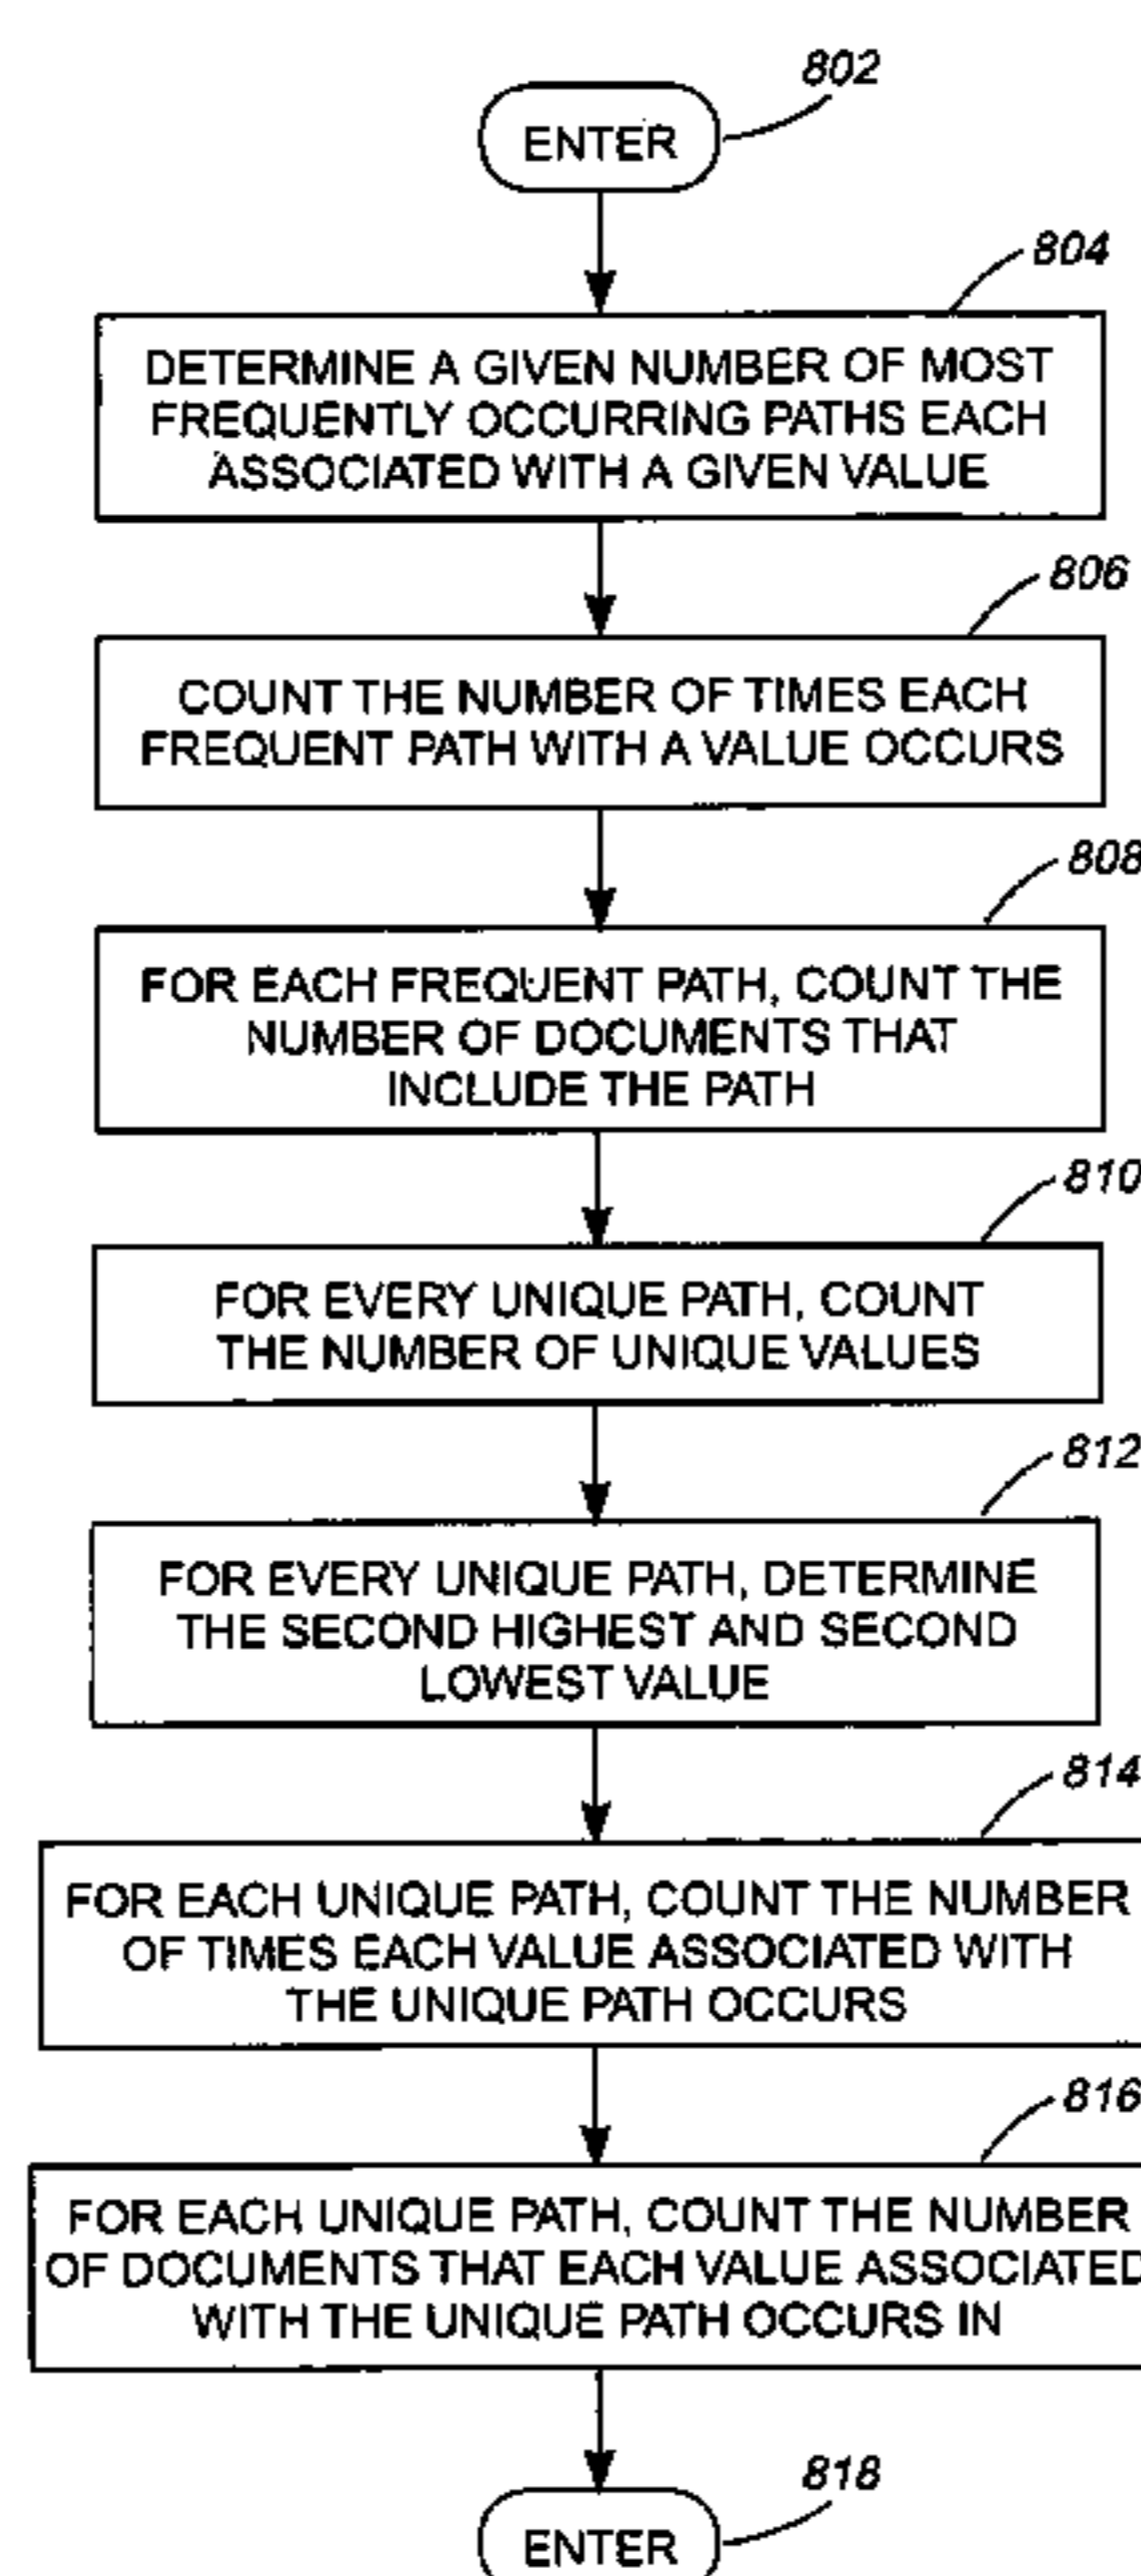 802
ENTER
804
DETERMINE A GIVEN NUMBER OF MOST
FREQUENTLY OCCURRING PATHS EACH
ASSOCIATED WITH A GIVEN VALUE
806
COUNT THE NUMBER OF TIMES EACH
FREQUENT PATH WITH A VALUE OCCURS
808
FOR EACH FREQUENT PATH, COUNT THE
NUMBER OF DOCUMENTS THAT
INCLUDE THE PATH
810
FOR EVERY UNIQUE PATH, COUNT
THE NUMBER OF UNIQUE VALUES
812
FOR EVERY UNIQUE PATH, DETERMINE
THE SECOND HIGHEST AND SECOND
LOWEST VALUE
814
FOR EACH UNIQUE PATH, COUNT THE NUMBER
OF TIMES EACH VALUE ASSOCIATED WITH
THE UNIQUE PATH OCCURS
816
FOR EACH UNIQUE PATH, COUNT THE NUMBER
OF DOCUMENTS THAT EACH VALUE ASSOCIATED
WITH THE UNIQUE PATH OCCURS IN
818
ENTER